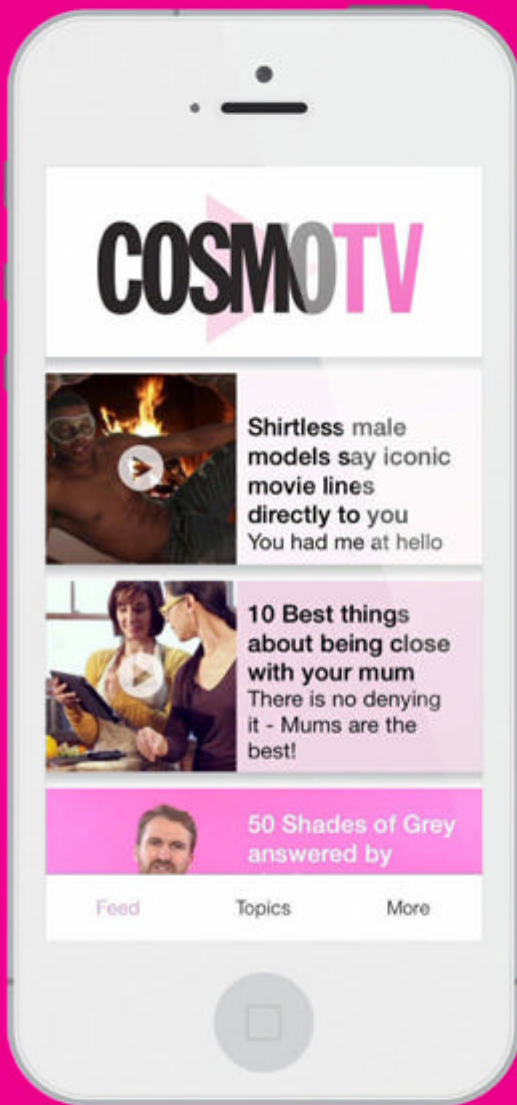 COSMOTV
Shirtless male
models say iconic
movie lines
directly to you
You had me at hello
10 Best things
about being close
with your mum
There is no denying
it - Mums are the
best!
50 Shades of Grey
answered by
Feed Topics More